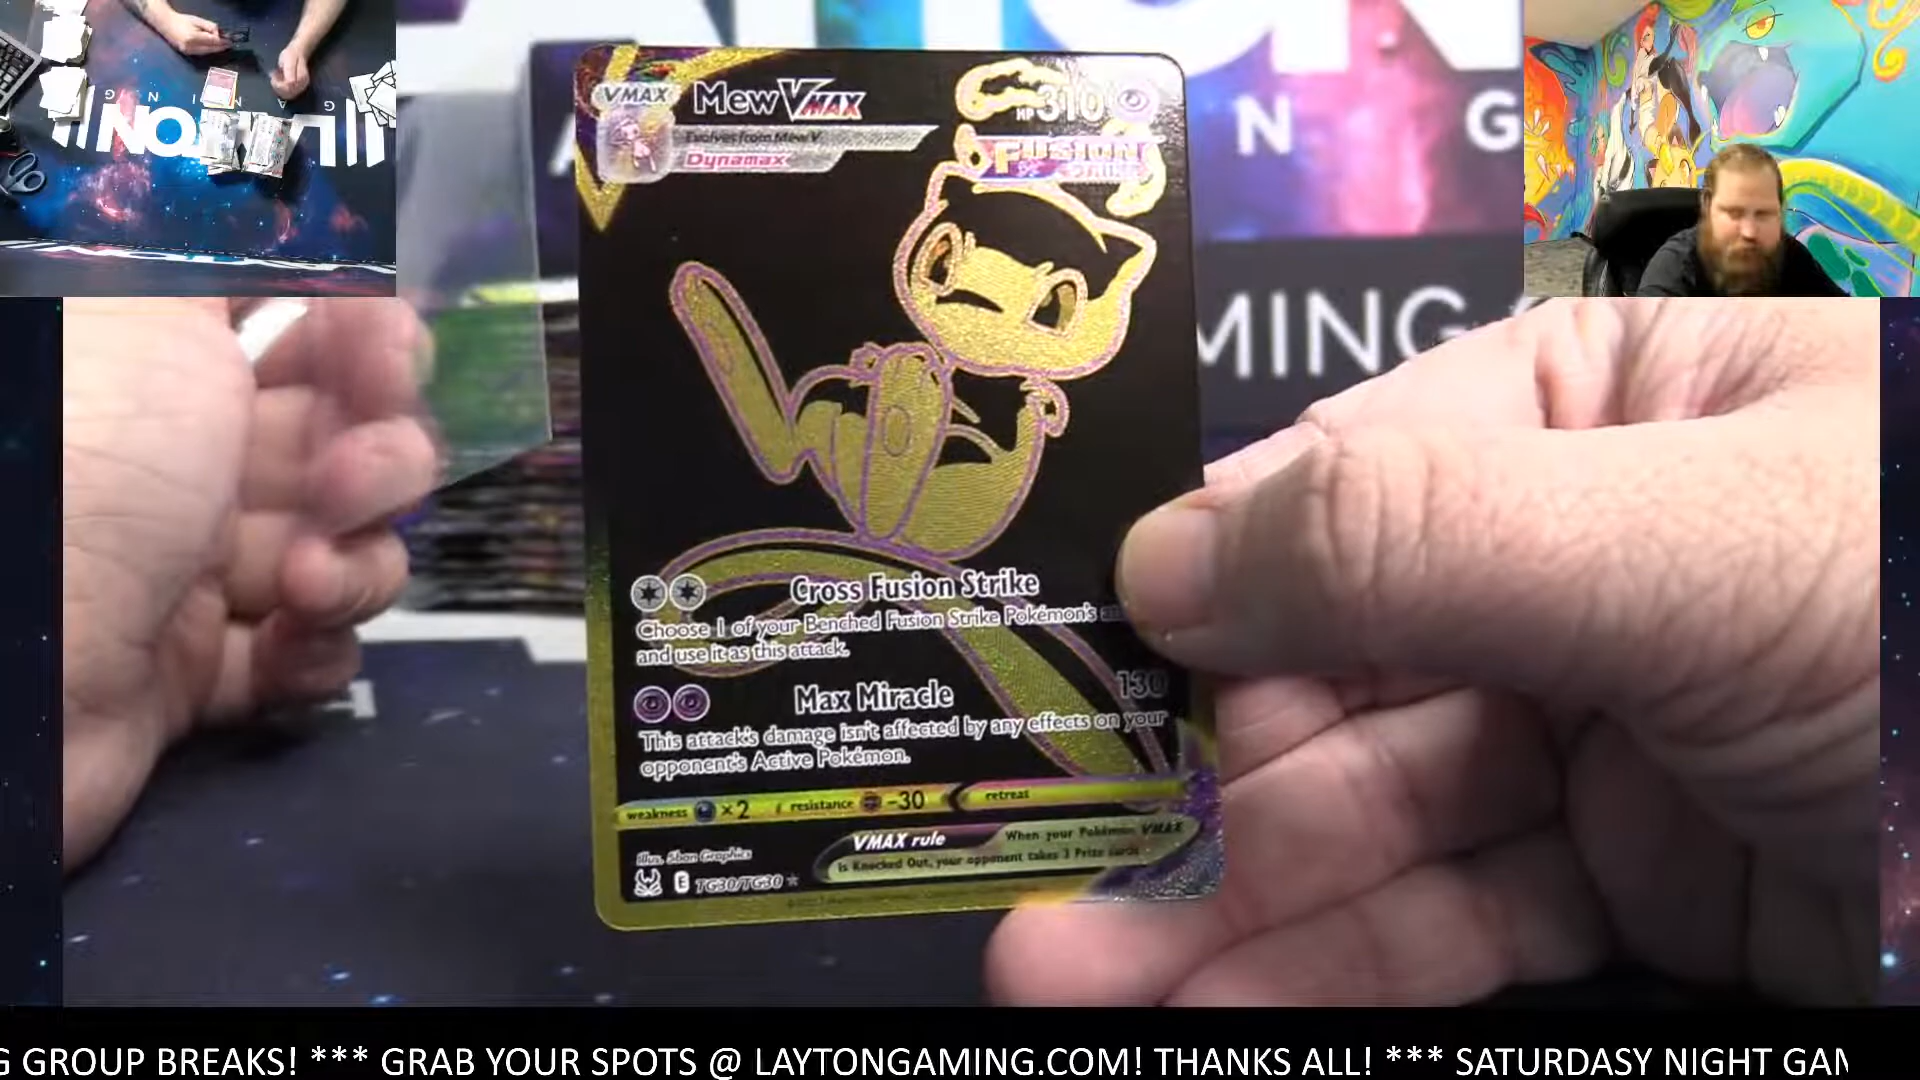 VMAX
Mew VMAX
HP 310
Evolves from Mew V
Dynamax
FUSION
STRIKE
Cross Fusion Strike
Choose 1 of your Benched Fusion Strike Pokémon's
and use it as this attack.
Max Miracle 130
This attack's damage isn't affected by any effects on your
opponent's Active Pokémon.
weakness ×2 resistance -30 retreat
VMAX rule When your Pokémon VMAX
is Knocked Out, your opponent takes 3 Prize cards.
Illus. 5ban Graphics
E TG30/TG30
N G
MING
G A N I N G
LAYTON
G GROUP BREAKS! *** GRAB YOUR SPOTS @ LAYTONGAMING.COM! THANKS ALL! *** SATURDASY NIGHT GAM